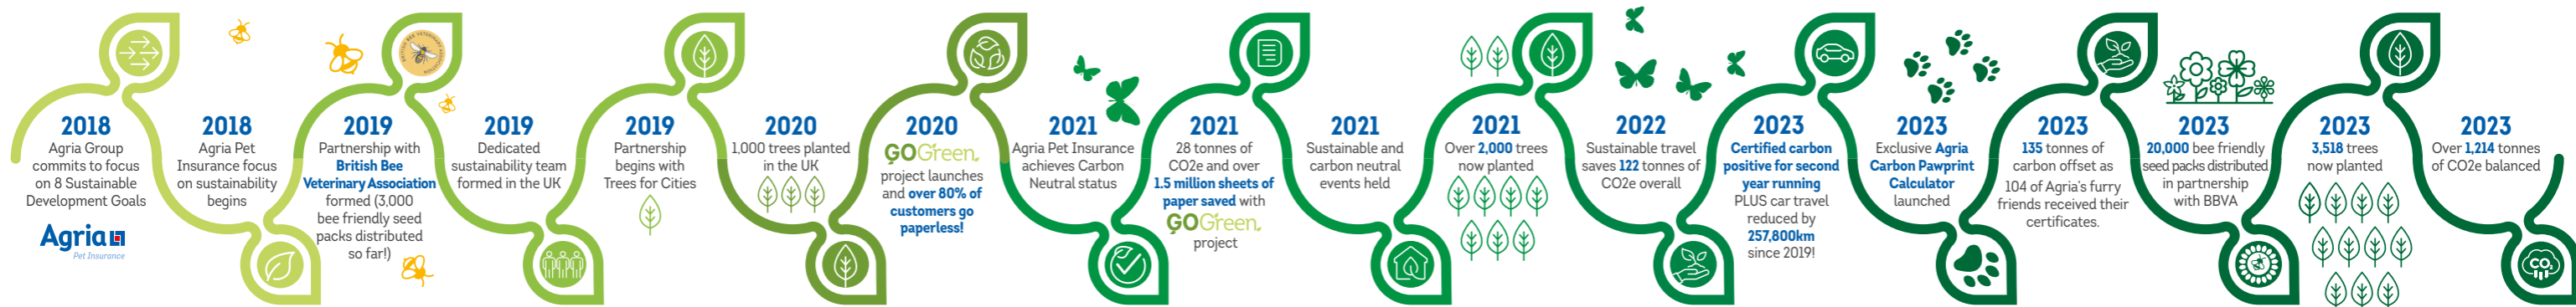 2018
Agria Group
commits to focus
on 8 Sustainable
Development Goals
Agria
Pet Insurance
2018
Agria Pet
Insurance focus
on sustainability
begins
BRITISH BEE VETERINARY ASSOCIATION
2019
Partnership with
British Bee
Veterinary Association
formed (3,000
bee friendly seed
packs distributed
so far!)
2019
Dedicated
sustainability team
formed in the UK
2019
Partnership
begins with
Trees for Cities
2020
1,000 trees planted
in the UK
2020
GOGreen
project launches
and over 80% of
customers go
paperless!
2021
Agria Pet Insurance
achieves Carbon
Neutral status
2021
28 tonnes of
CO2e and over
1.5 million sheets of
paper saved with
GOGreen
project
2021
Sustainable and
carbon neutral
events held
2021
Over 2,000 trees
now planted
2022
Sustainable travel
saves 122 tonnes of
CO2e overall
2023
Certified carbon
positive for second
year running
PLUS car travel
reduced by
257,800km
since 2019!
2023
Exclusive Agria
Carbon Pawprint
Calculator
launched
2023
135 tonnes of
carbon offset as
104 of Agria's furry
friends received their
certificates.
2023
20,000 bee friendly
seed packs distributed
in partnership
with BBVA
2023
3,518 trees
now planted
2023
Over 1,214 tonnes
of CO2e balanced
CO₂